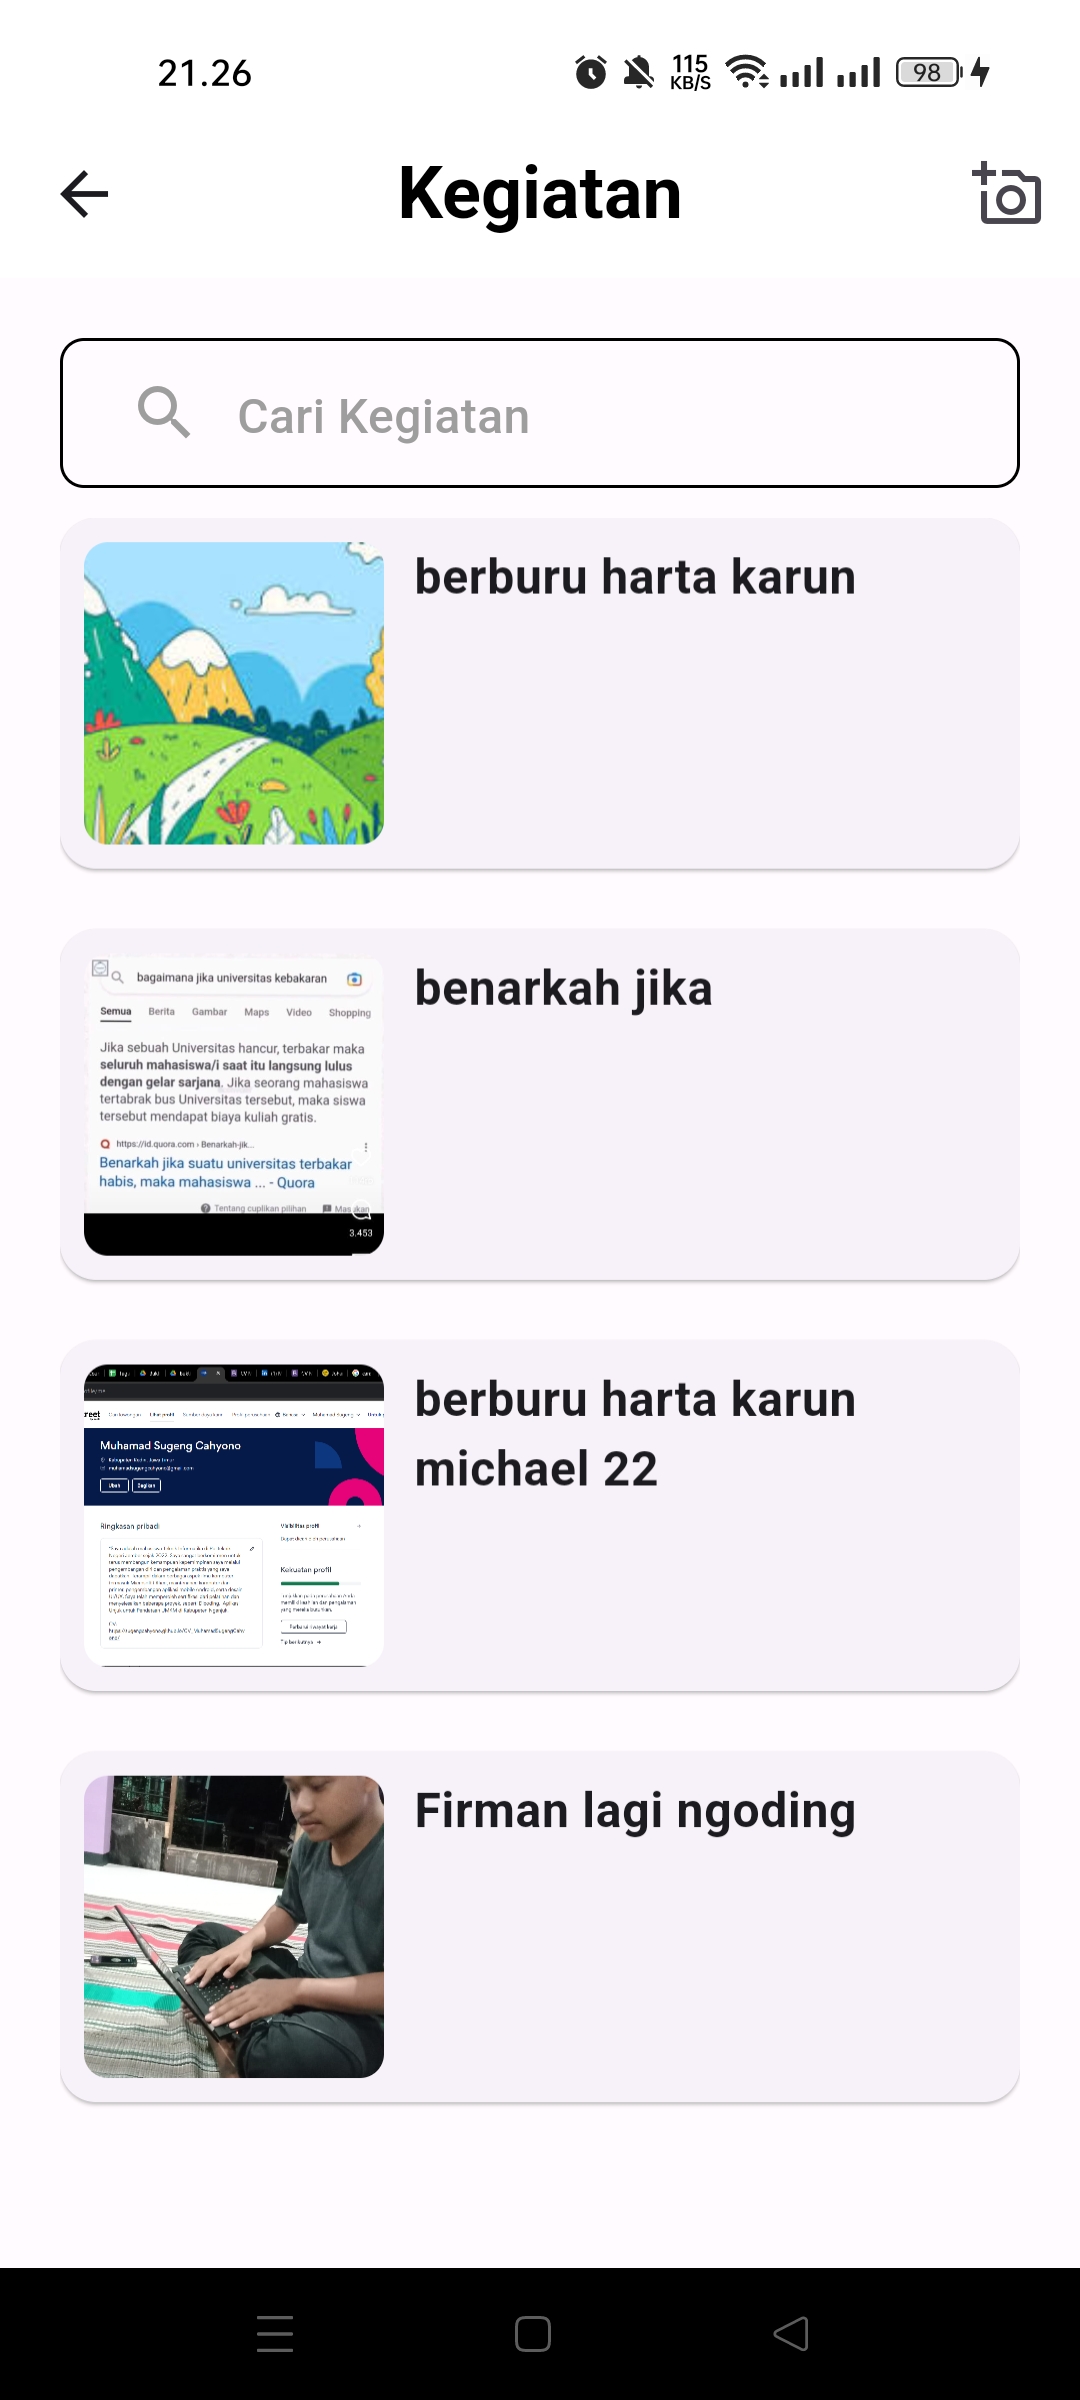 21.26
115
KB/S
98
Kegiatan
Cari Kegiatan
berburu harta karun
bagaimana jika universitas kebakaran
Semua Berita Gambar Maps Video Shopping
Jika sebuah Universitas hancur, terbakar maka
seluruh mahasiswa/i saat itu langsung lulus
dengan gelar sarjana. Jika seorang mahasiswa
tertabrak bus Universitas tersebut, maka siswa
tersebut mendapat biaya kuliah gratis.
https://id.quora.com › Benarkah-jik...
Benarkah jika suatu universitas terbakar
habis, maka mahasiswa ... - Quora
Tentang cuplikan pilihan
3.453
benarkah jika
Muhamad Sugeng Cahyono
Ubah Bagikan
Ringkasan pribadi
Visibilitas profil
Kekuatan profil
berburu harta karun
michael 22
Firman lagi ngoding